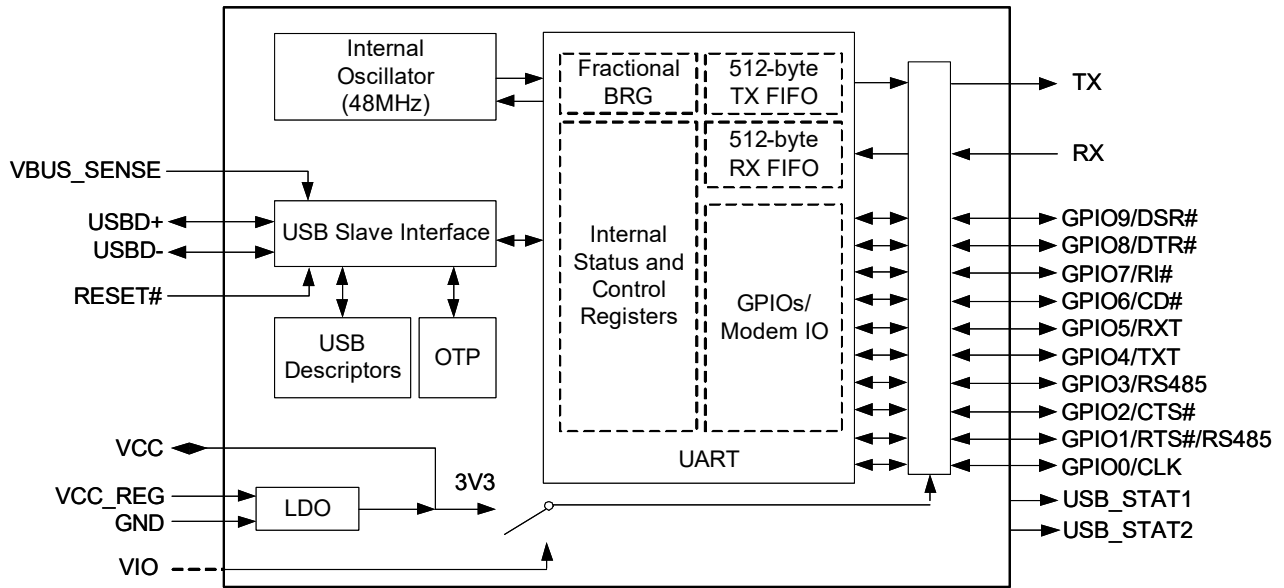 Internal
Oscillator
(48MHz)
Fractional
BRG
512-byte
TX FIFO
TX
512-byte
RX FIFO
RX
VBUS_SENSE
USBD+
USBD-
RESET#
USB Slave Interface
USB
Descriptors
OTP
Internal
Status and
Control
Registers
GPIOs/
Modem IO
UART
GPIO9/DSR#
GPIO8/DTR#
GPIO7/RI#
GPIO6/CD#
GPIO5/RXT
GPIO4/TXT
GPIO3/RS485
GPIO2/CTS#
GPIO1/RTS#/RS485
GPIO0/CLK
USB_STAT1
USB_STAT2
VCC
VCC_REG
GND
LDO
3V3
VIO